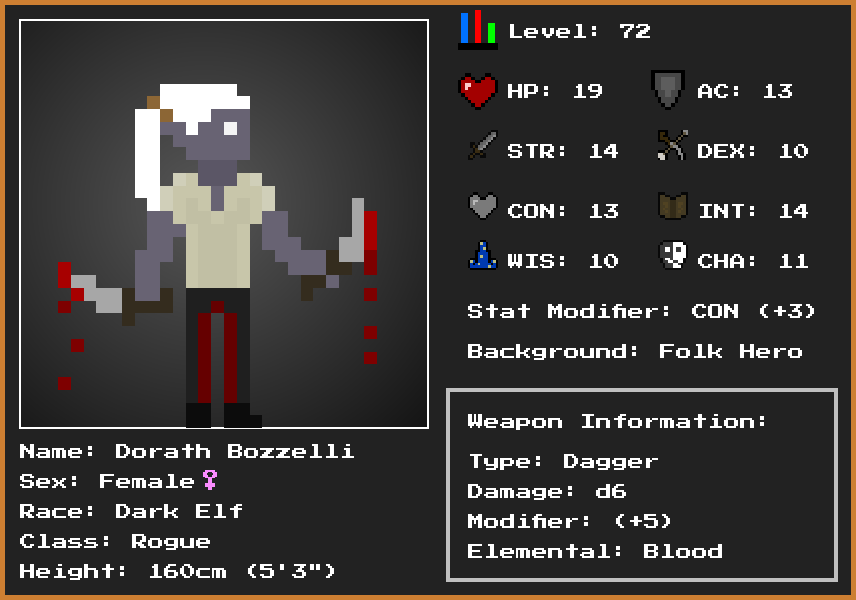 Level: 72
HP: 19 AC: 13
STR: 14 DEX: 10
CON: 13 INT: 14
WIS: 10 CHA: 11
Stat Modifier: CON (+3)
Background: Folk Hero
Weapon Information:
Type: Dagger
Damage: d6
Modifier: (+5)
Elemental: Blood
Name: Dorath Bozzelli
Sex: Female♀
Race: Dark Elf
Class: Rogue
Height: 160cm (5'3")